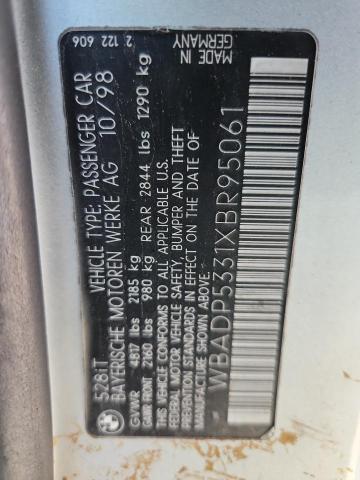 528iT
VEHICLE TYPE: PASSENGER CAR
BAYERISCHE MOTOREN WERKE AG 10/98
2 122 606
MADE IN
GERMANY
GVWR 4817 lbs 2185 kg
GAWR FRONT 2160 lbs 980 kg REAR 2844 lbs 1290 kg
THIS VEHICLE CONFORMS TO ALL APPLICABLE U.S.
FEDERAL MOTOR VEHICLE SAFETY, BUMPER, AND THEFT
PREVENTION STANDARDS IN EFFECT ON THE DATE OF
MANUFACTURE SHOWN ABOVE.
WBADP5331XBR95061